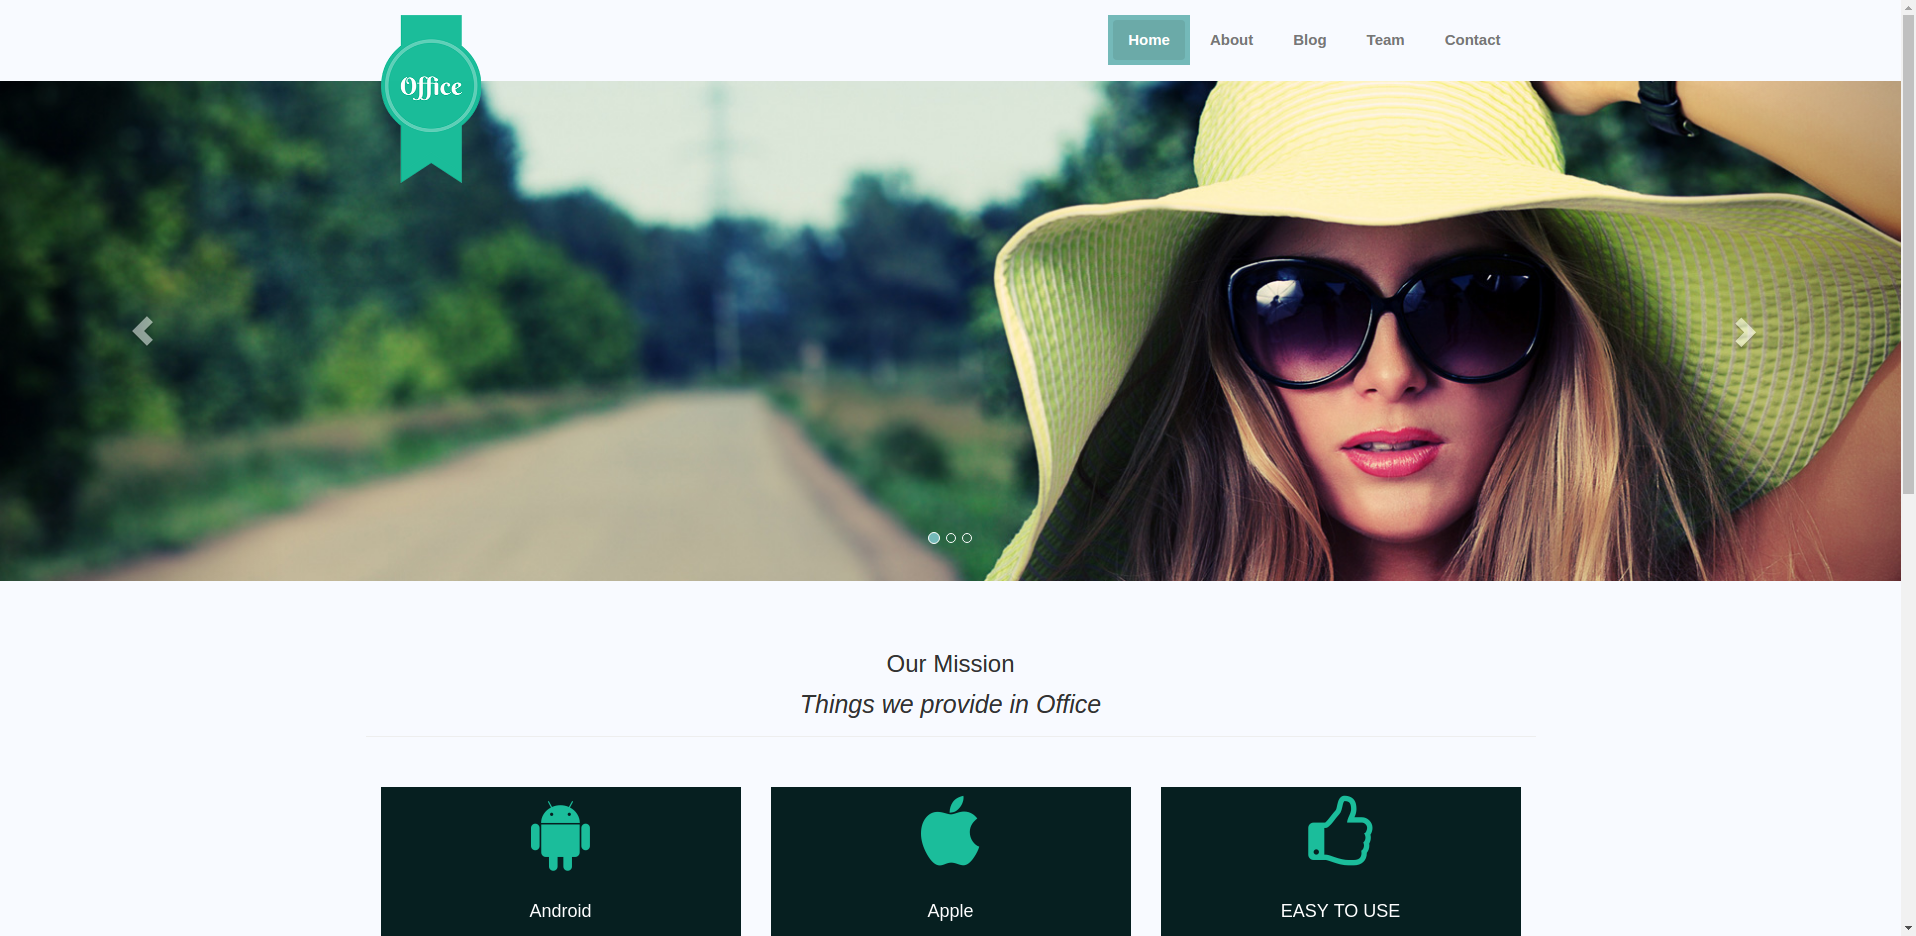 Office
Home About Blog Team Contact
Our Mission
Things we provide in Office
Android
Apple
EASY TO USE